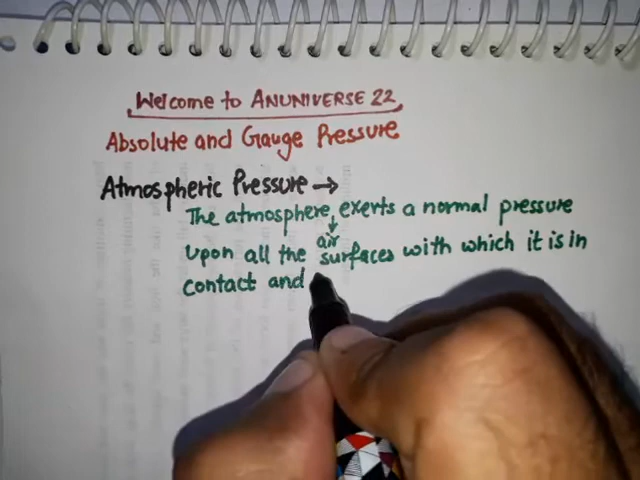 Welcome to ANUNIVERSE 22
Absolute and Gauge Pressure
Atmospheric Pressure →
The atmosphere, exerts a normal pressure
air
upon all the surfaces with which it is in
contact and